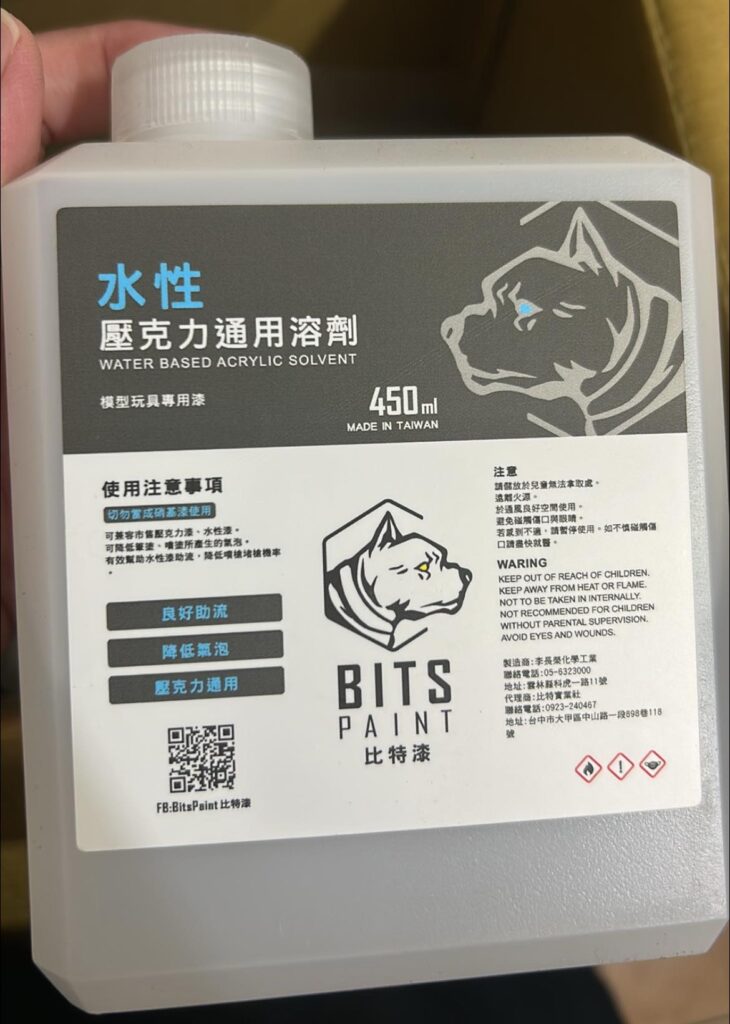 水性
壓克力通用溶劑
WATER BASED ACRYLIC SOLVENT
模型玩具專用漆
450ml
MADE IN TAIWAN
使用注意事項
切勿當成硝基漆使用
可兼容市售壓克力漆、水性漆。
可降低筆塗、噴塗所產生的氣泡。
有效幫助水性漆助流,降低噴槍堵槍機率
。
良好助流
降低氣泡
壓克力通用
FB:BitsPaint 比特漆
BITS
PAINT
比特漆
注意
請儲放於兒童無法拿取處。
遠離火源。
於通風良好空間使用。
避免碰觸傷口與眼睛。
若感到不適,請暫停使用。如不慎碰觸傷
口請盡快就醫。
WARING
KEEP OUT OF REACH OF CHILDREN.
KEEP AWAY FROM HEAT OR FLAME.
NOT TO BE TAKEN IN INTERNALLY.
NOT RECOMMENDED FOR CHILDREN
WITHOUT PARENTAL SUPERVISION.
AVOID EYES AND WOUNDS.
製造商:李長榮化學工業
聯絡電話:05-6323000
地址:雲林縣科虎一路11號
代理商:比特實業社
聯絡電話:0923-240467
地址:台中市大甲區中山路一段898巷118
號